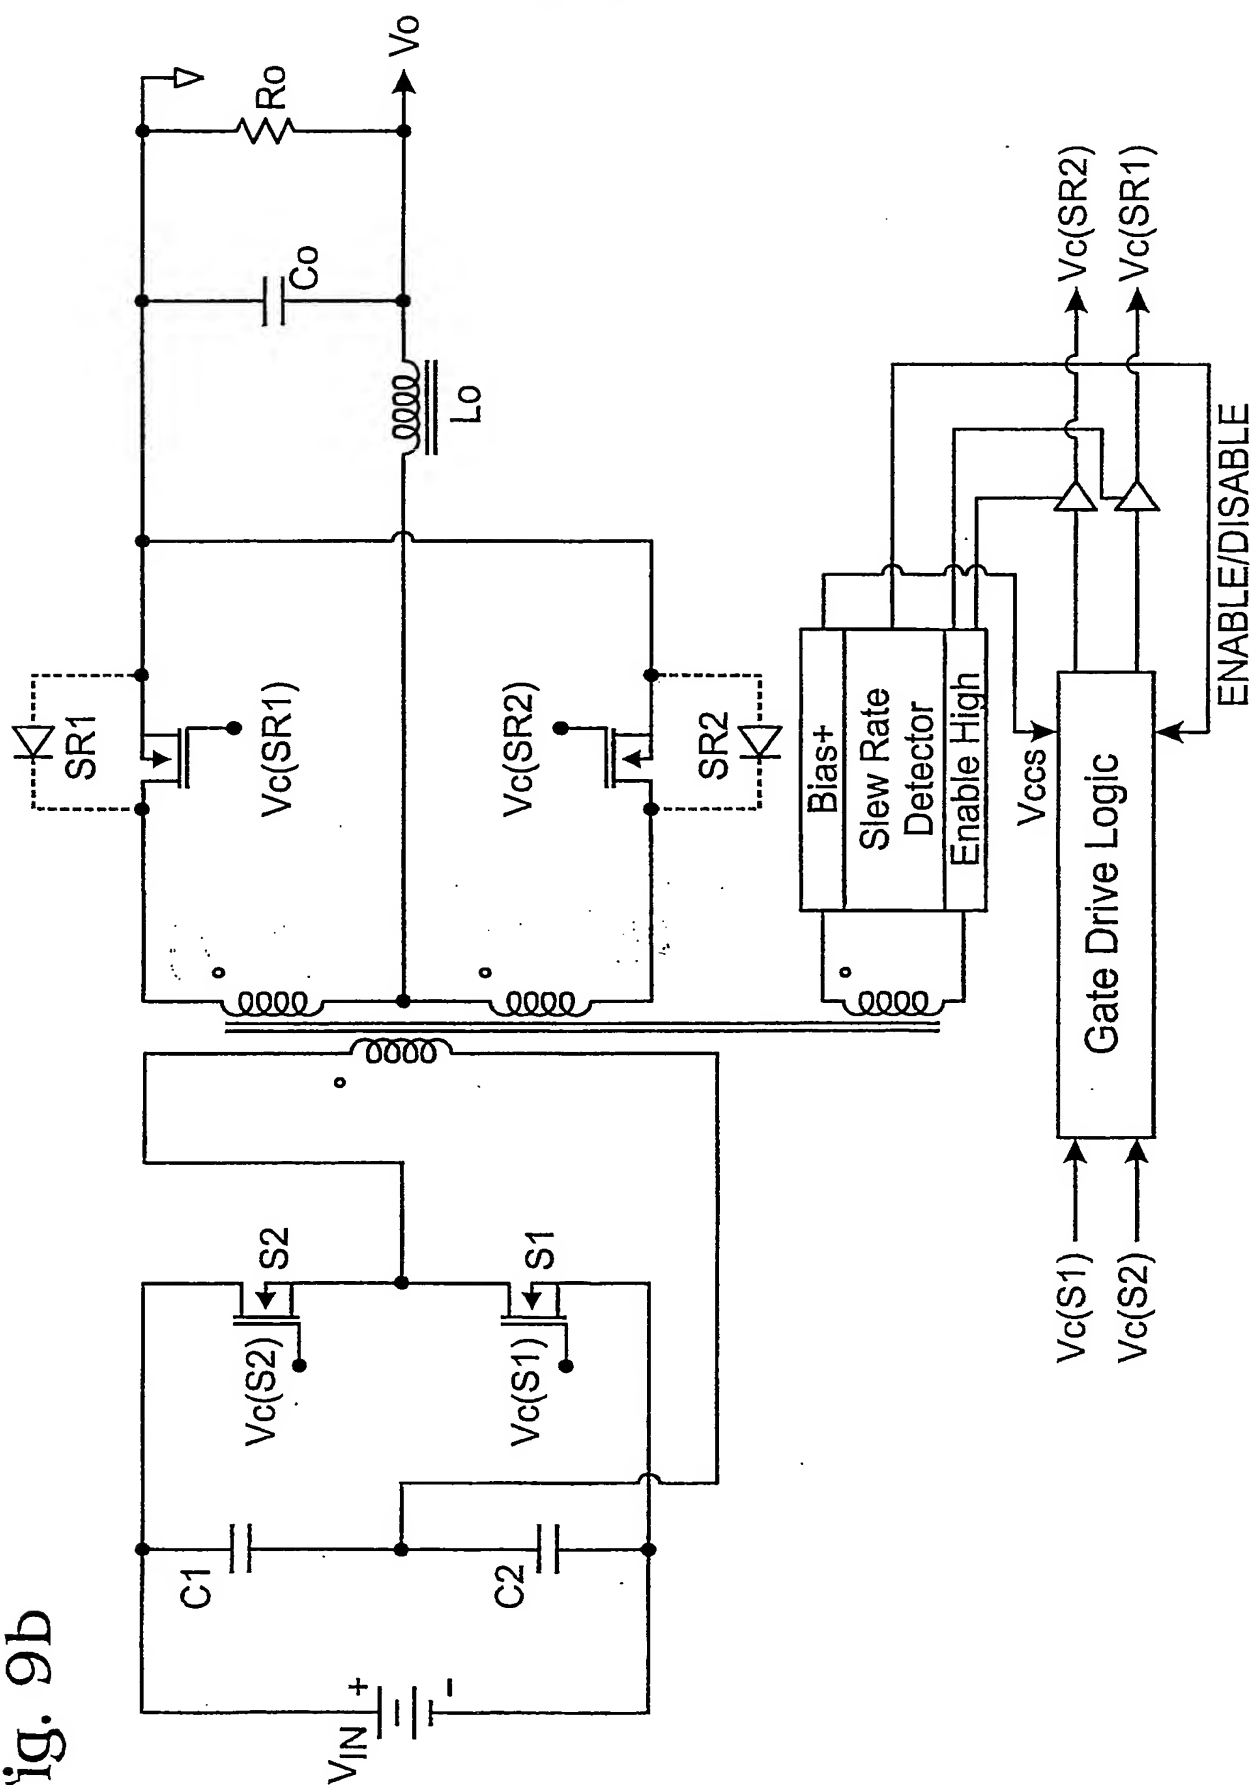 ig. 9b
VIN
+
-
C1
C2
Vc(S2)
S2
Vc(S1)
S1
SR1
Vc(SR1)
Vc(SR2)
SR2
Lo
Co
Ro
Vo
Bias+
Slew Rate
Detector
Enable High
Vccs
Gate Drive Logic
Vc(S1)
Vc(S2)
Vc(SR2)
Vc(SR1)
ENABLE/DISABLE